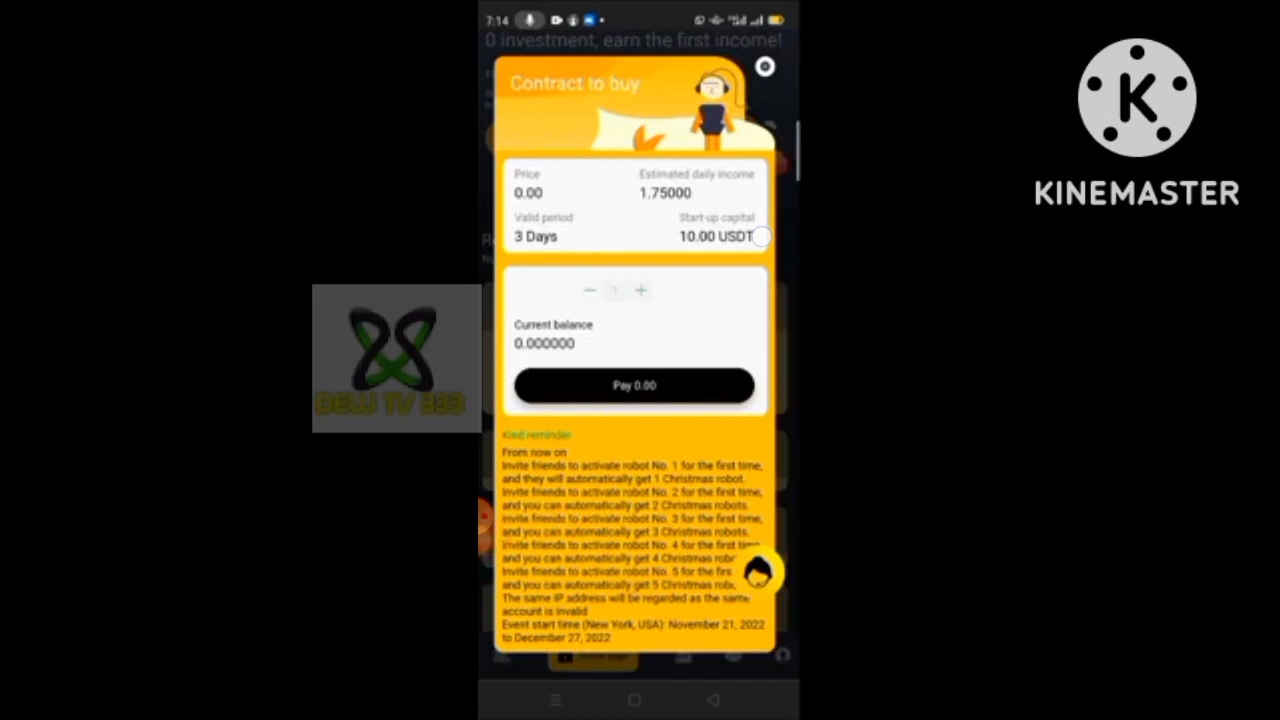 7:14
0 investment, earn the first income!
Contract to buy
Price
Estimated daily income
0.00
1.75000
Valid period
Start-up capital
3 Days
10.00 USDT
1
Current balance
0.000000
Pay 0.00
Kind reminder
From now on
Invite friends to activate robot No. 1 for the first time,
and they will automatically get 1 Christmas robot.
Invite friends to activate robot No. 2 for the first time,
and you can automatically get 2 Christmas robots.
Invite friends to activate robot No. 3 for the first time,
and you can automatically get 3 Christmas robots.
Invite friends to activate robot No. 4 for the first time
and you can automatically get 4 Christmas
Invite friends to activate robot No. 5 for the
and you can automatically get 5 Christmas
The same IP address will be regarded as the same
account is invalid
Event start time (New York, USA): November 21, 2022
to December 27, 2022
Home page
DEW TV 333
K
KINEMASTER